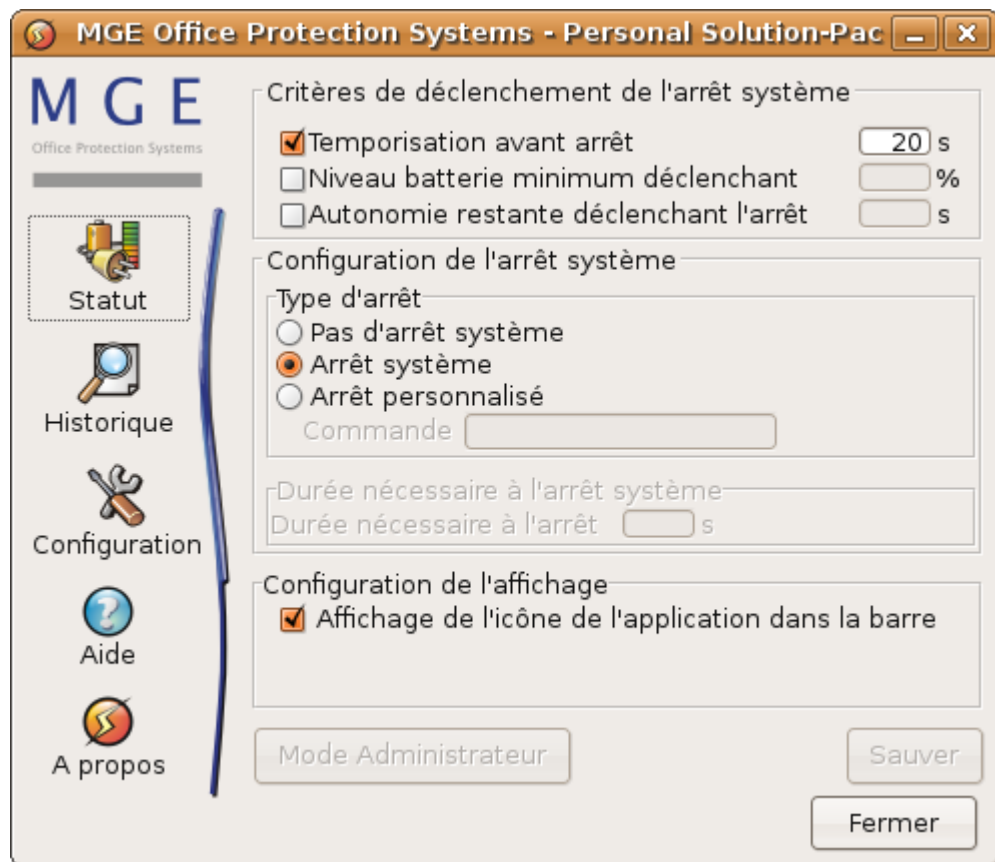 MGE Office Protection Systems - Personal Solution-Pac
M G E
Office Protection Systems
Statut
Historique
Configuration
Aide
A propos
Critères de déclenchement de l'arrêt système
Temporisation avant arrêt 20 s
Niveau batterie minimum déclenchant %
Autonomie restante déclenchant l'arrêt s
Configuration de l'arrêt système
Type d'arrêt
Pas d'arrêt système
Arrêt système
Arrêt personnalisé
Commande
Durée nécessaire à l'arrêt système
Durée nécessaire à l'arrêt s
Configuration de l'affichage
Affichage de l'icône de l'application dans la barre
Mode Administrateur
Sauver
Fermer